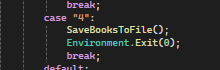 break;
case "4":
SaveBooksToFile();
Environment.Exit(0);
break;
default: